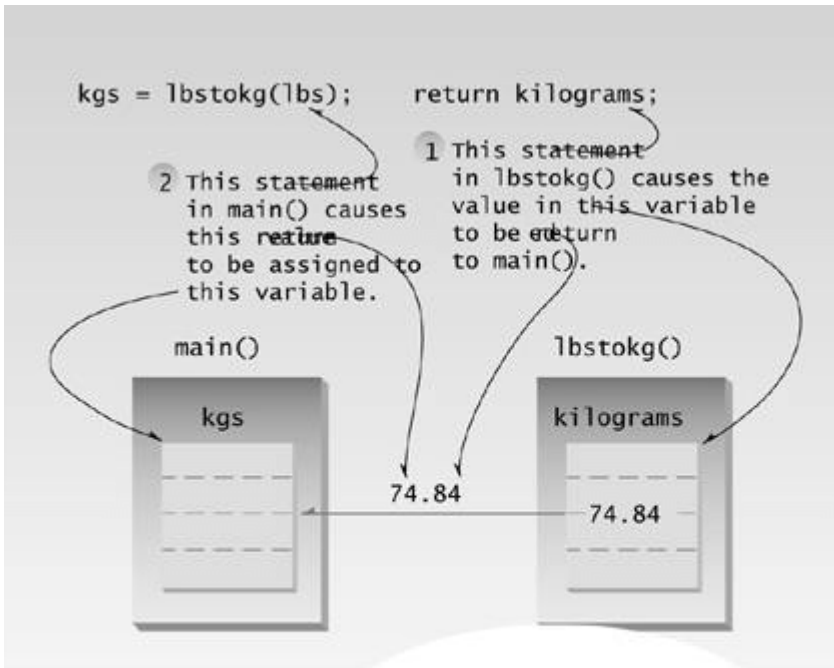 kgs = lbstokg(lbs);
return kilograms;
1 This statement
in lbstokg() causes the
value in this variable
to be
to main().
2 This statement
in main() causes
this
to be assigned to
this variable.
main()
lbstokg()
kgs
kilograms
74.84
74.84